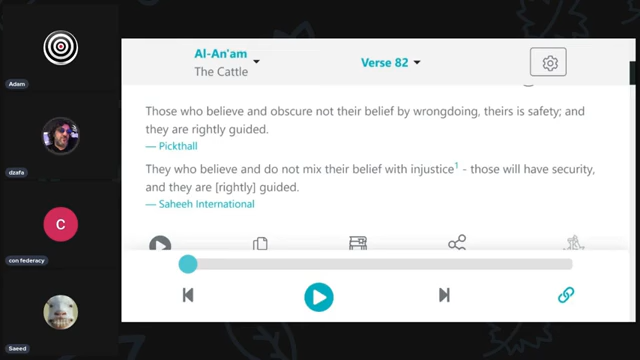 Adam
dzafa
C
con federacy
Saeed
Al-An'am
The Cattle
Verse 82
Those who believe and obscure not their belief by wrongdoing, theirs is safety; and
they are rightly guided.
— Pickthall
They who believe and do not mix their belief with injustice1 - those will have security,
and they are [rightly] guided.
— Saheeh International